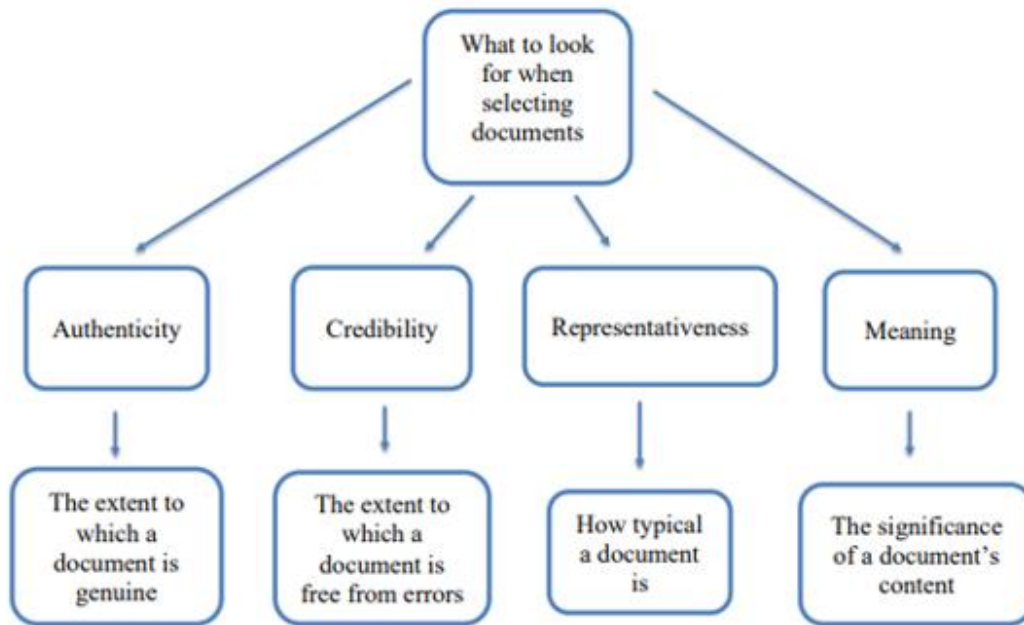 What to look
for when
selecting
documents
Authenticity
Credibility
Representativeness
Meaning
The extent to
which a
document is
genuine
The extent to
which a
document is
free from errors
How typical
a document
is
The significance
of a document's
content